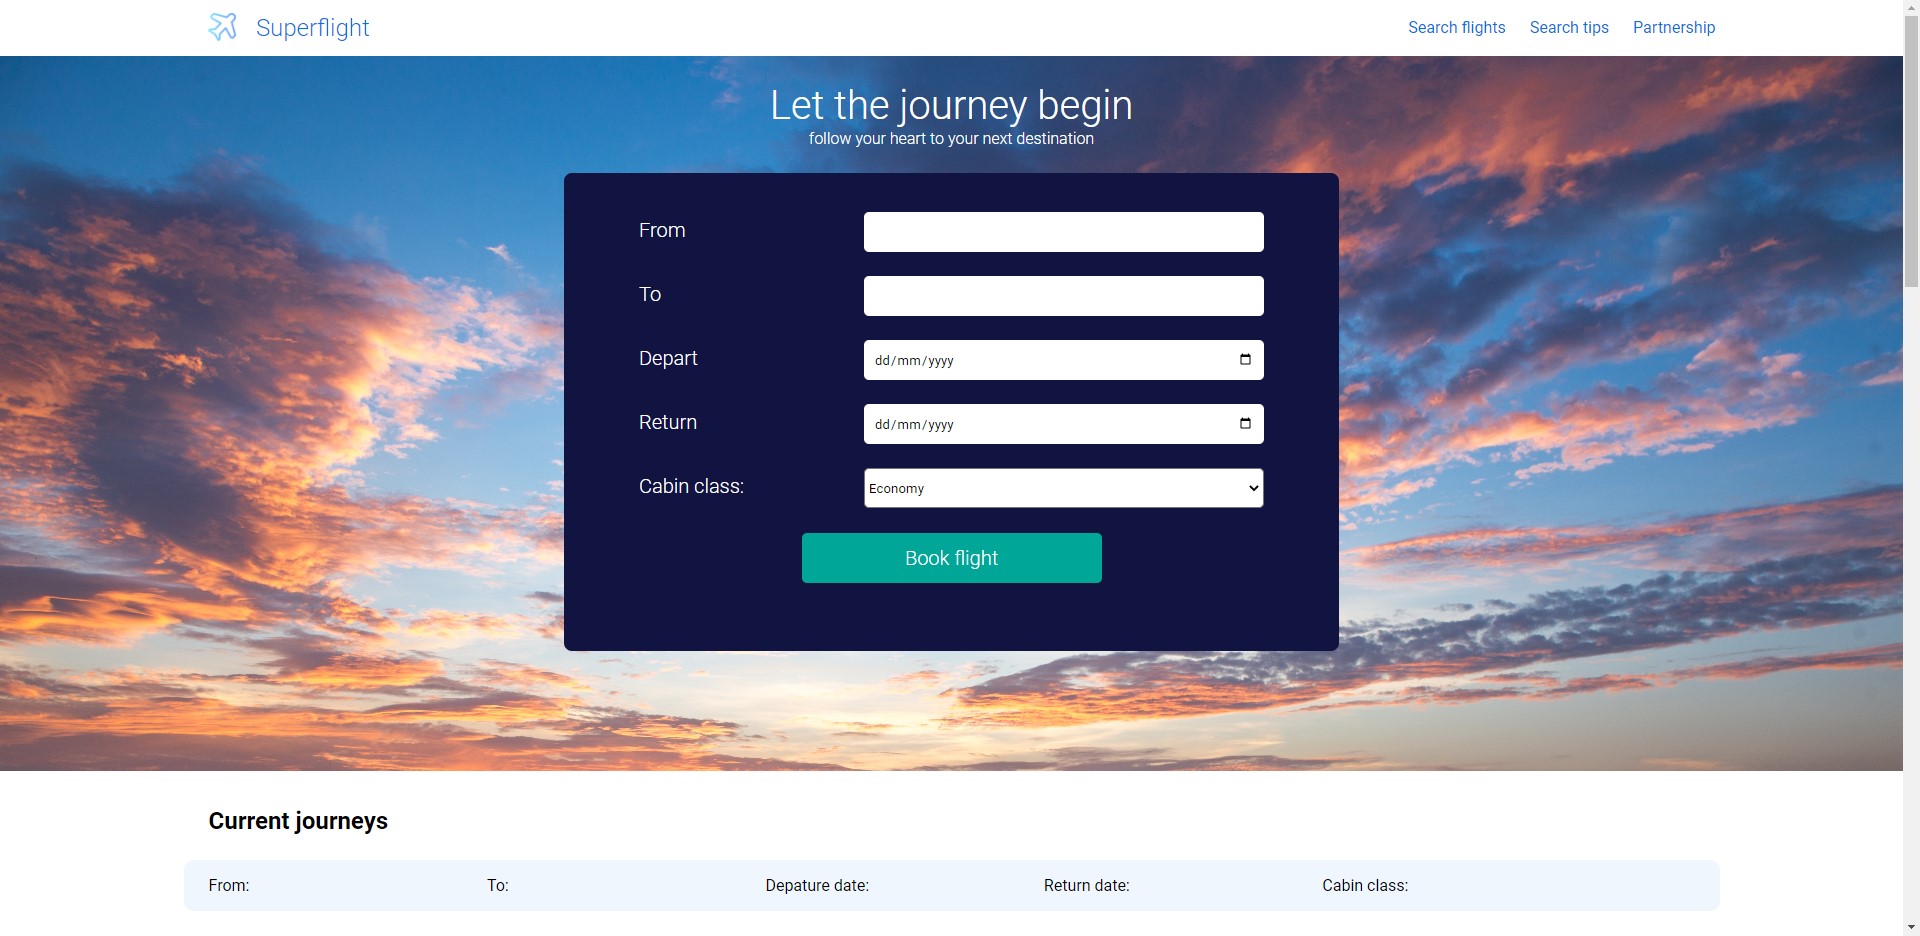 Superflight
Search flights Search tips Partnership
Let the journey begin
follow your heart to your next destination
From
To
Depart dd/mm/yyyy
Return dd/mm/yyyy
Cabin class: Economy
Book flight
Current journeys
From: To: Depature date: Return date: Cabin class: